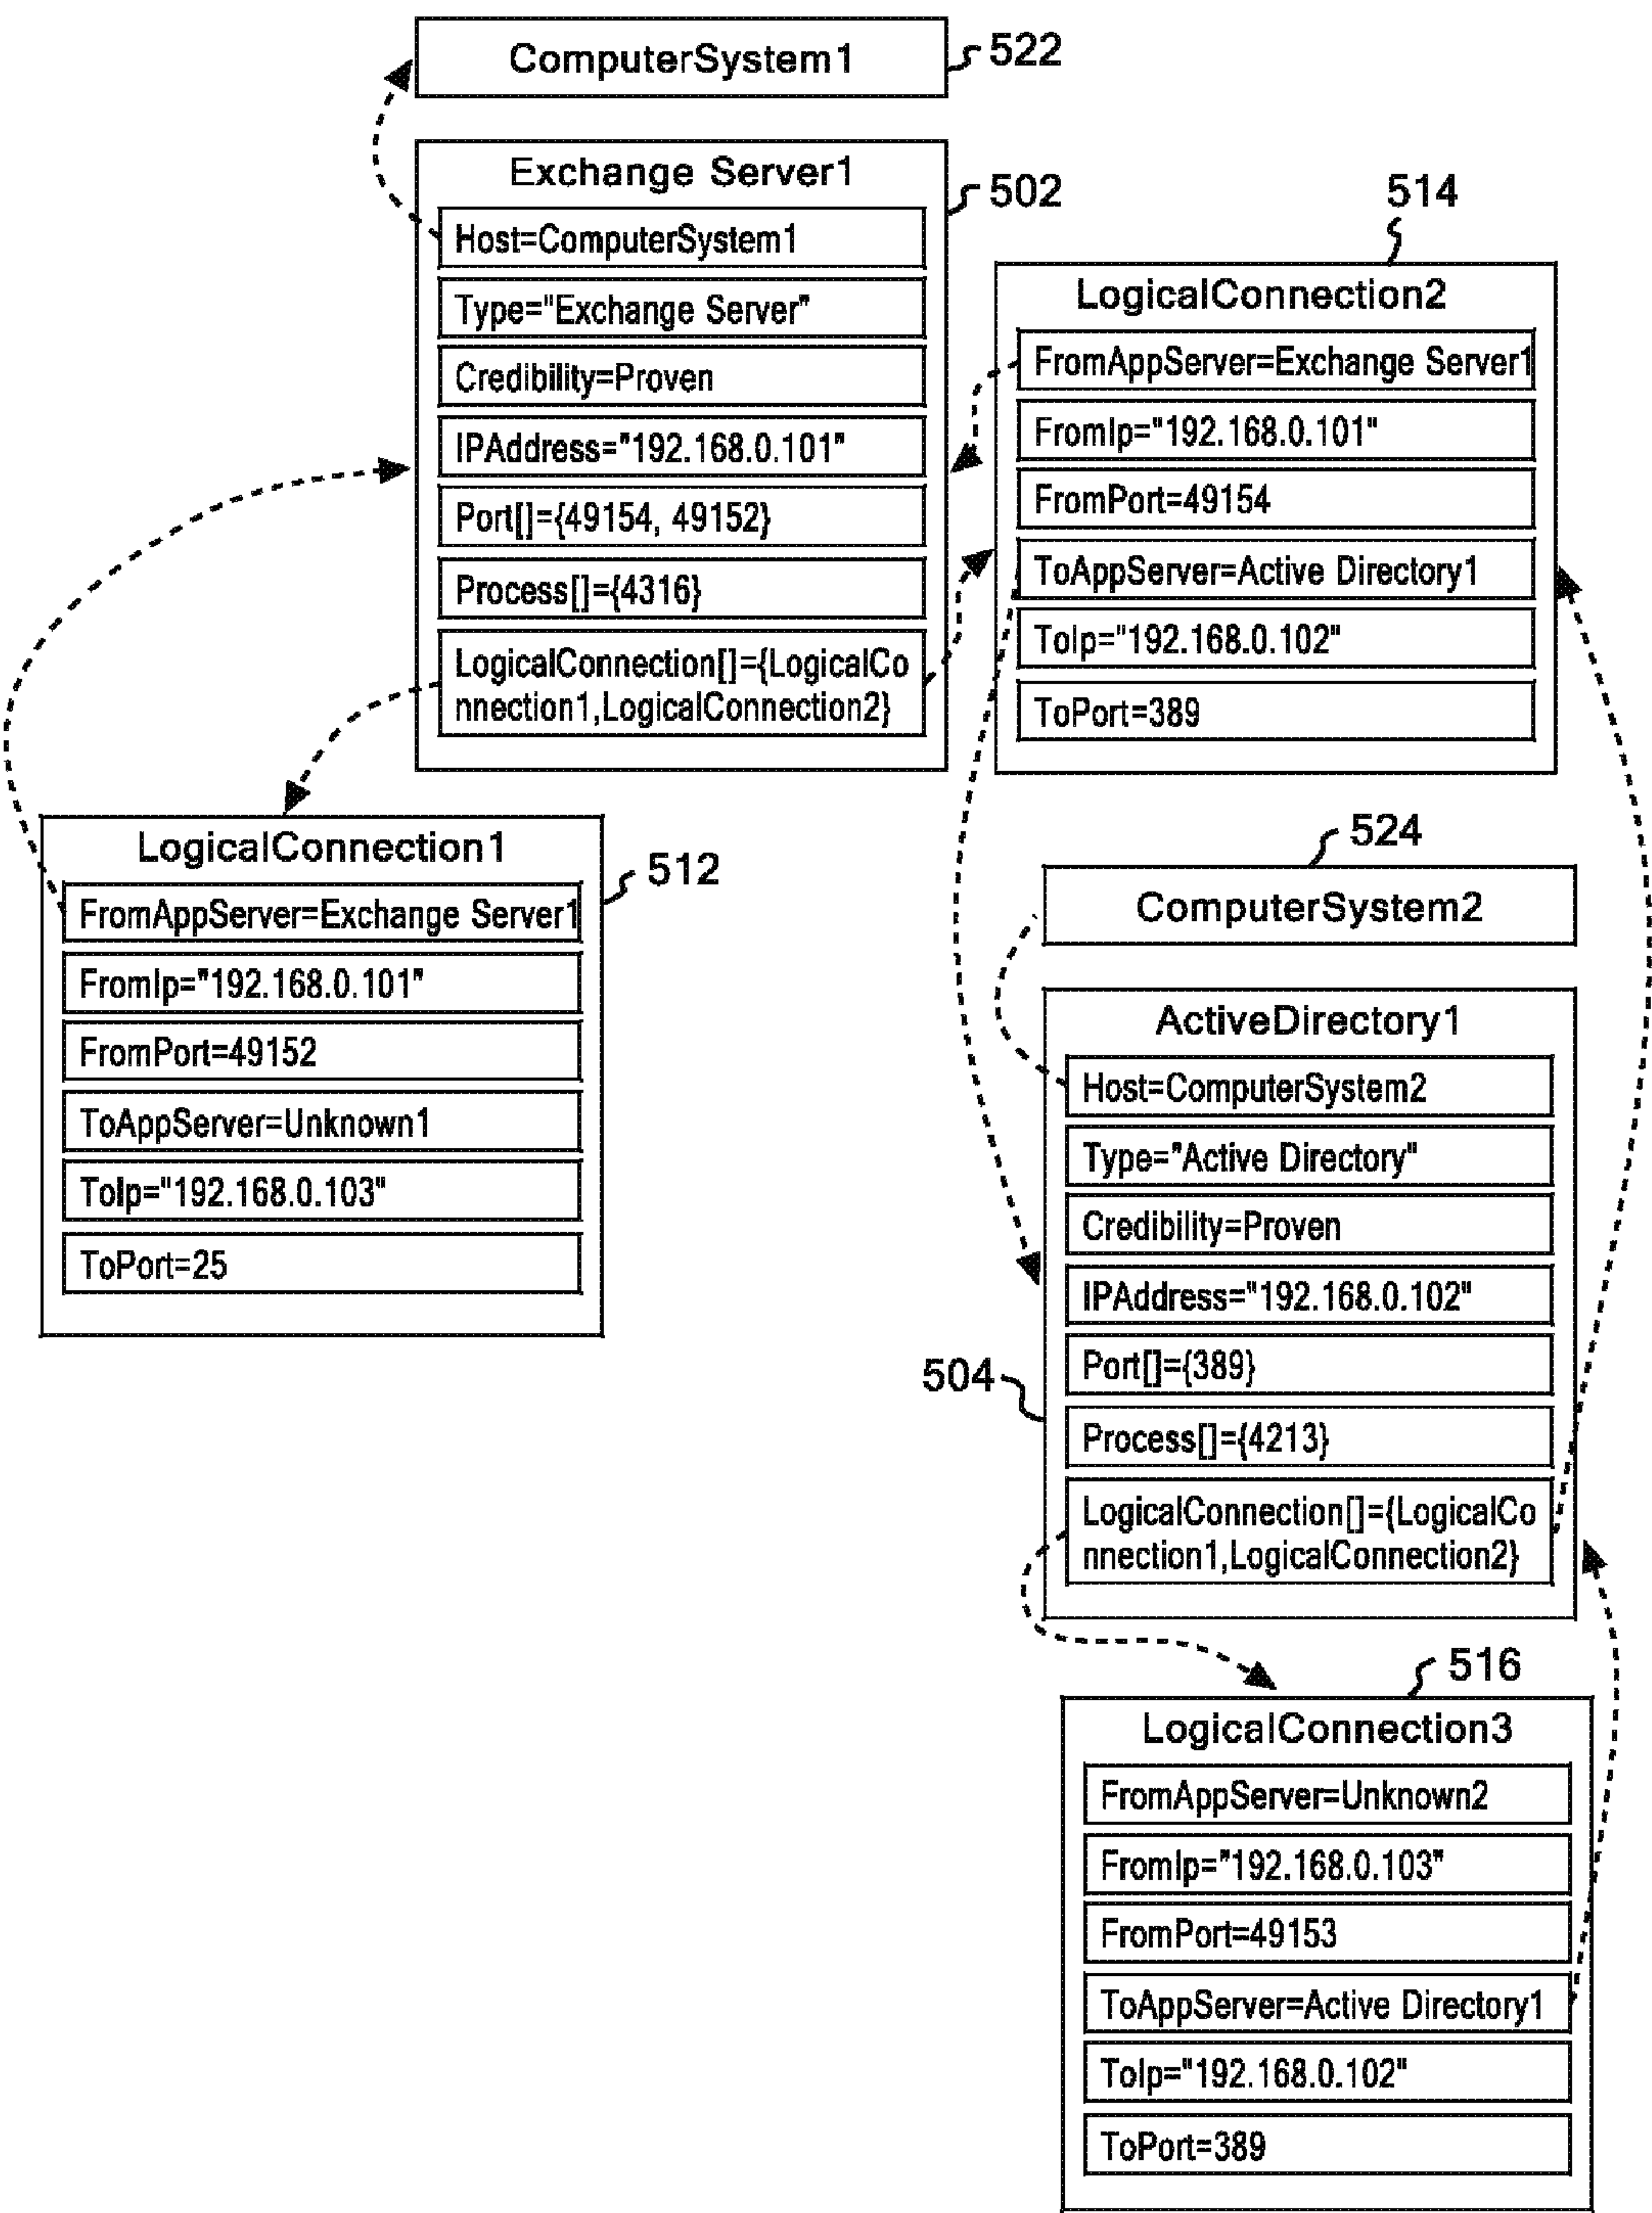 ComputerSystem1
522
Exchange Server1
502
Host=ComputerSystem1
Type="Exchange Server"
Credibility=Proven
IPAddress="192.168.0.101"
Port[]={49154, 49152}
Process[]={4316}
LogicalConnection[]={LogicalCo
nnection1,LogicalConnection2}
514
LogicalConnection2
FromAppServer=Exchange Server1
FromIp="192.168.0.101"
FromPort=49154
ToAppServer=Active Directory1
ToIp="192.168.0.102"
ToPort=389
LogicalConnection1
512
FromAppServer=Exchange Server1
FromIp="192.168.0.101"
FromPort=49152
ToAppServer=Unknown1
ToIp="192.168.0.103"
ToPort=25
524
ComputerSystem2
ActiveDirectory1
Host=ComputerSystem2
Type="Active Directory"
Credibility=Proven
IPAddress="192.168.0.102"
Port[]={389}
504
Process[]={4213}
LogicalConnection[]={LogicalCo
nnection1,LogicalConnection2}
516
LogicalConnection3
FromAppServer=Unknown2
FromIp="192.168.0.103"
FromPort=49153
ToAppServer=Active Directory1
ToIp="192.168.0.102"
ToPort=389